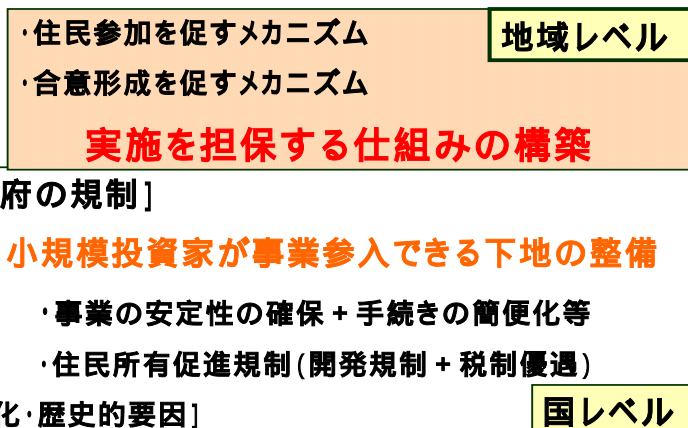 ・住民参加を促すメカニズム
地域レベル
・合意形成を促すメカニズム
実施を担保する仕組みの構築
府の規制]
小規模投資家が事業参入できる下地の整備
・事業の安定性の確保+手続きの簡便化等
・住民所有促進規制(開発規制+税制優遇)
化・歴史的要因]
国レベル